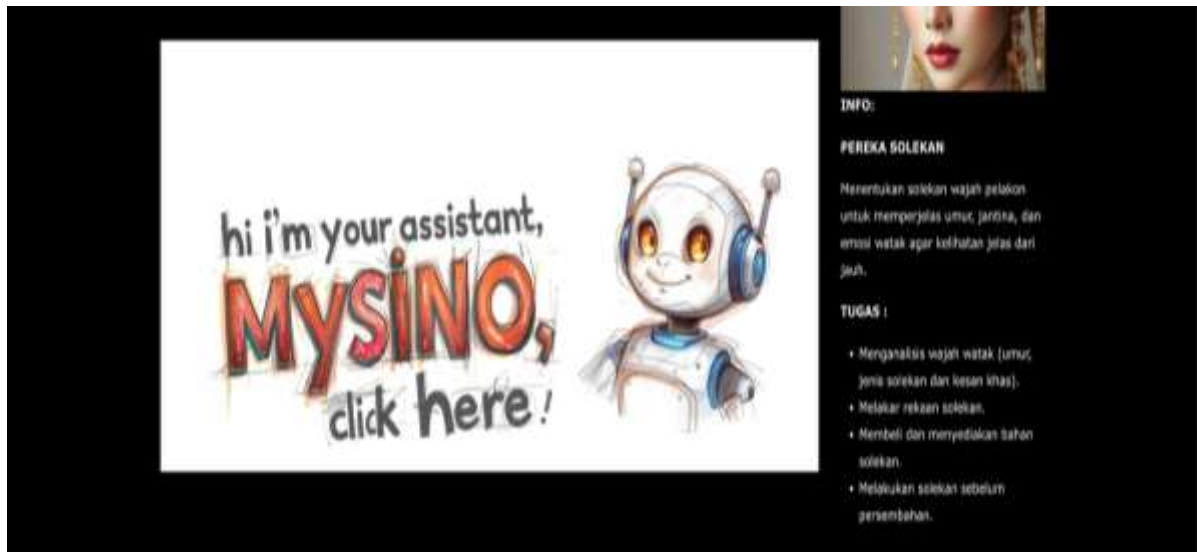 hi i'm your assistant,
MySiNO,
click here!
INFO:
PEREKA SOLEKAN
Menentukan solekan wajah pelakon
untuk memperjelas umur, jantina, dan
emosi watak agar kelihatan jelas dari
jauh.
TUGAS :
• Menganalisis wajah watak (umur,
jenis solekan dan kesan khas).
• Melakar rekaan solekan.
• Membeli dan menyediakan bahan
solekan.
• Melakukan solekan sebelum
persembahan.